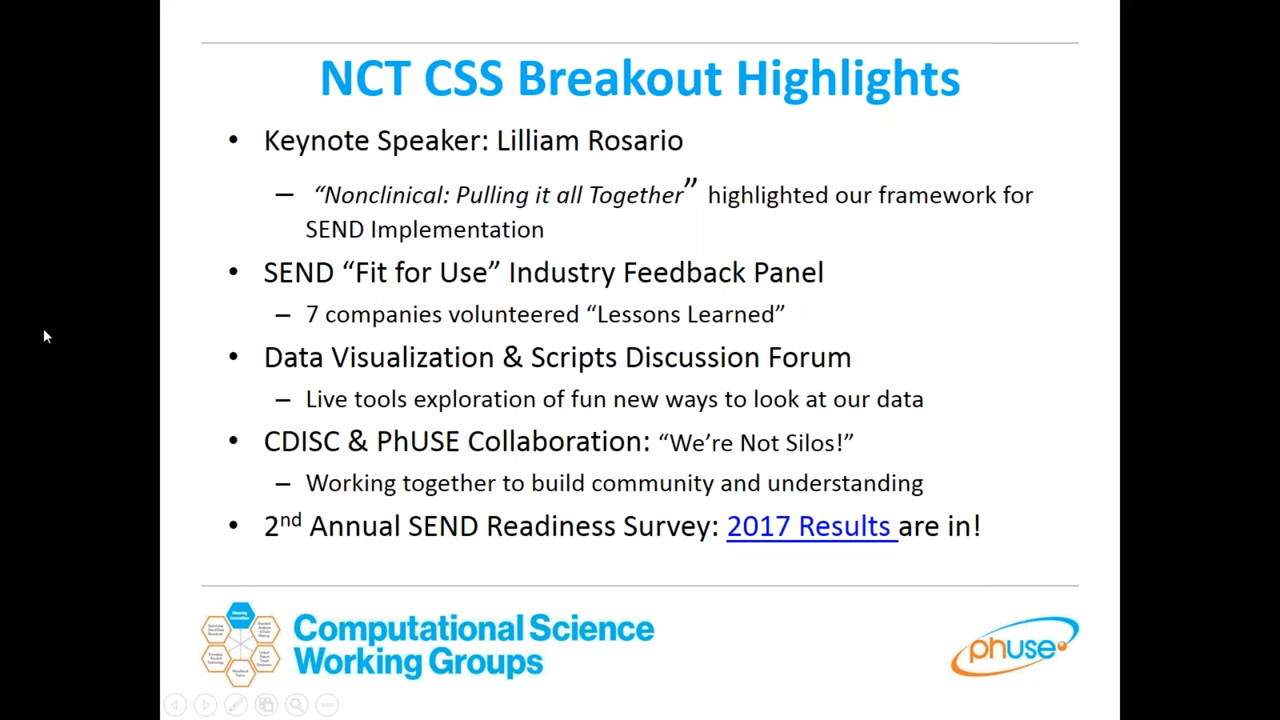 NCT CSS Breakout Highlights
• Keynote Speaker: Lilliam Rosario
– “Nonclinical: Pulling it all Together” highlighted our framework for
SEND Implementation
• SEND “Fit for Use” Industry Feedback Panel
– 7 companies volunteered “Lessons Learned”
• Data Visualization & Scripts Discussion Forum
– Live tools exploration of fun new ways to look at our data
• CDISC & PhUSE Collaboration: “We’re Not Silos!”
– Working together to build community and understanding
• 2nd Annual SEND Readiness Survey: 2017 Results are in!
Computational Science
Working Groups
phuse